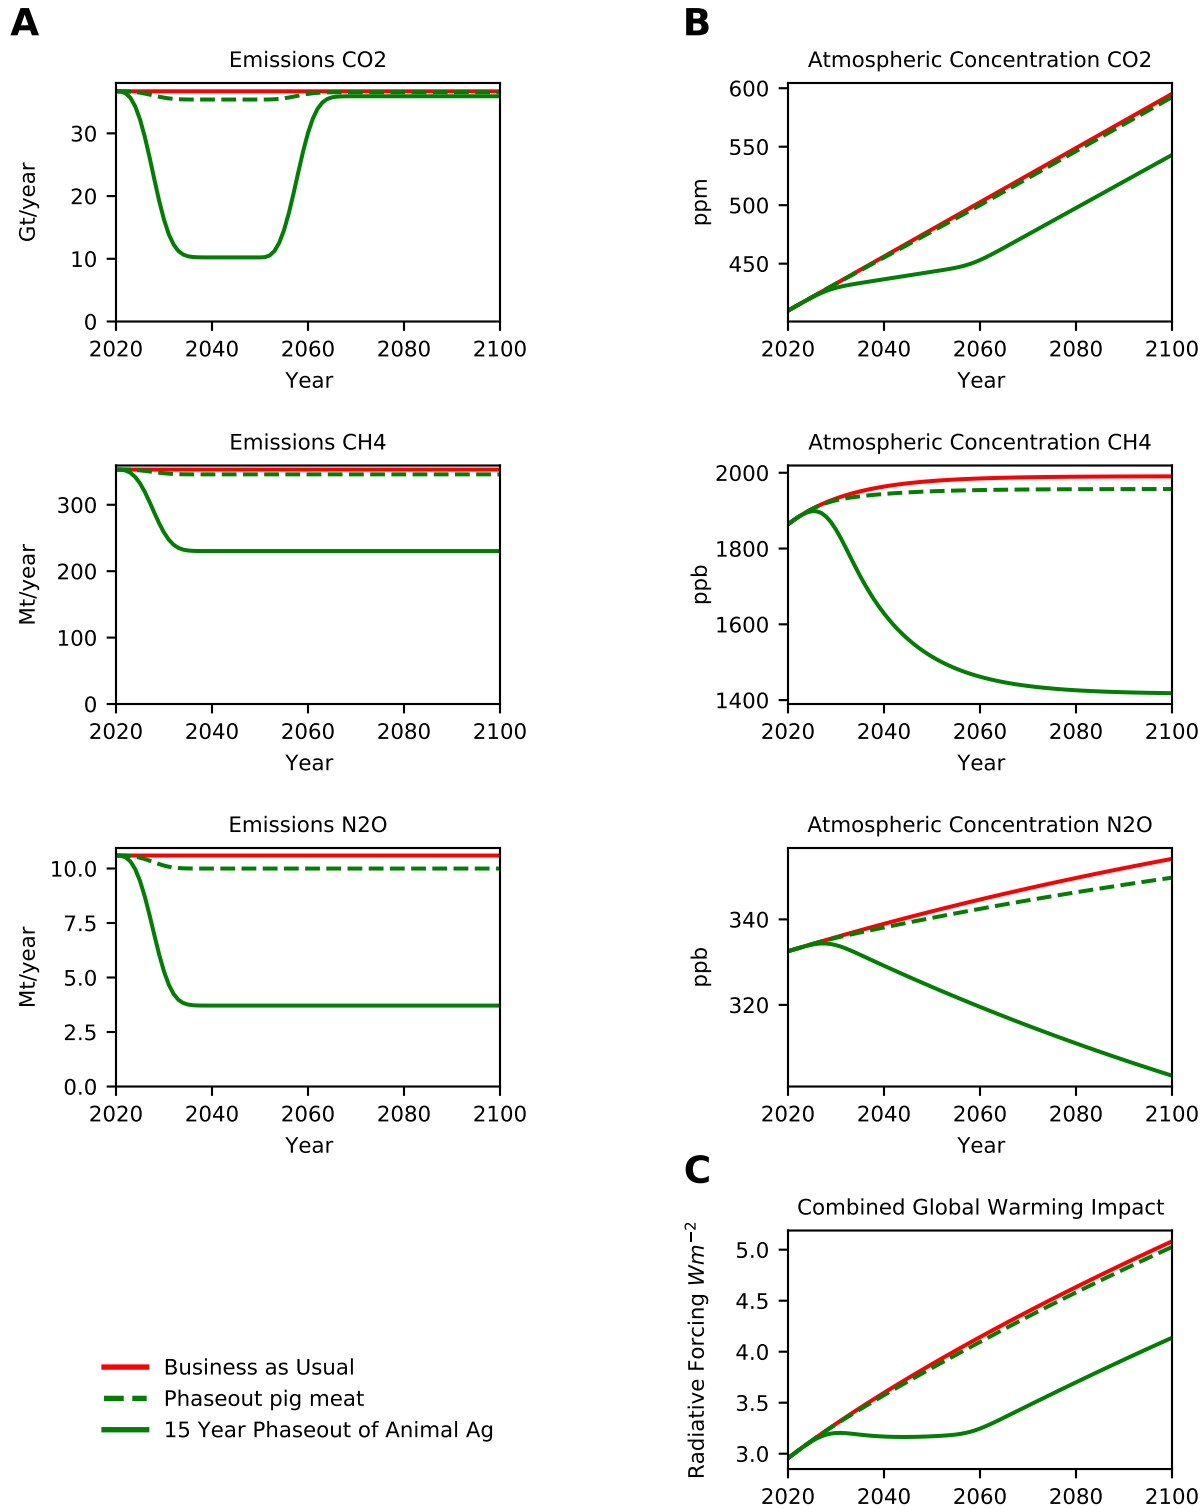 A
Emissions CO2
Gt/year
30
20
10
0
2020 2040 2060 2080 2100
Year
Emissions CH4
Mt/year
300
200
100
0
2020 2040 2060 2080 2100
Year
Emissions N2O
Mt/year
10.0
7.5
5.0
2.5
0.0
2020 2040 2060 2080 2100
Year
B
Atmospheric Concentration CO2
ppm
600
550
500
450
2020 2040 2060 2080 2100
Year
Atmospheric Concentration CH4
ppb
2000
1800
1600
1400
2020 2040 2060 2080 2100
Year
Atmospheric Concentration N2O
ppb
340
320
2020 2040 2060 2080 2100
Year
C
Combined Global Warming Impact
Radiative Forcing Wm⁻²
5.0
4.5
4.0
3.5
3.0
2020 2040 2060 2080 2100
Business as Usual
Phaseout pig meat
15 Year Phaseout of Animal Ag